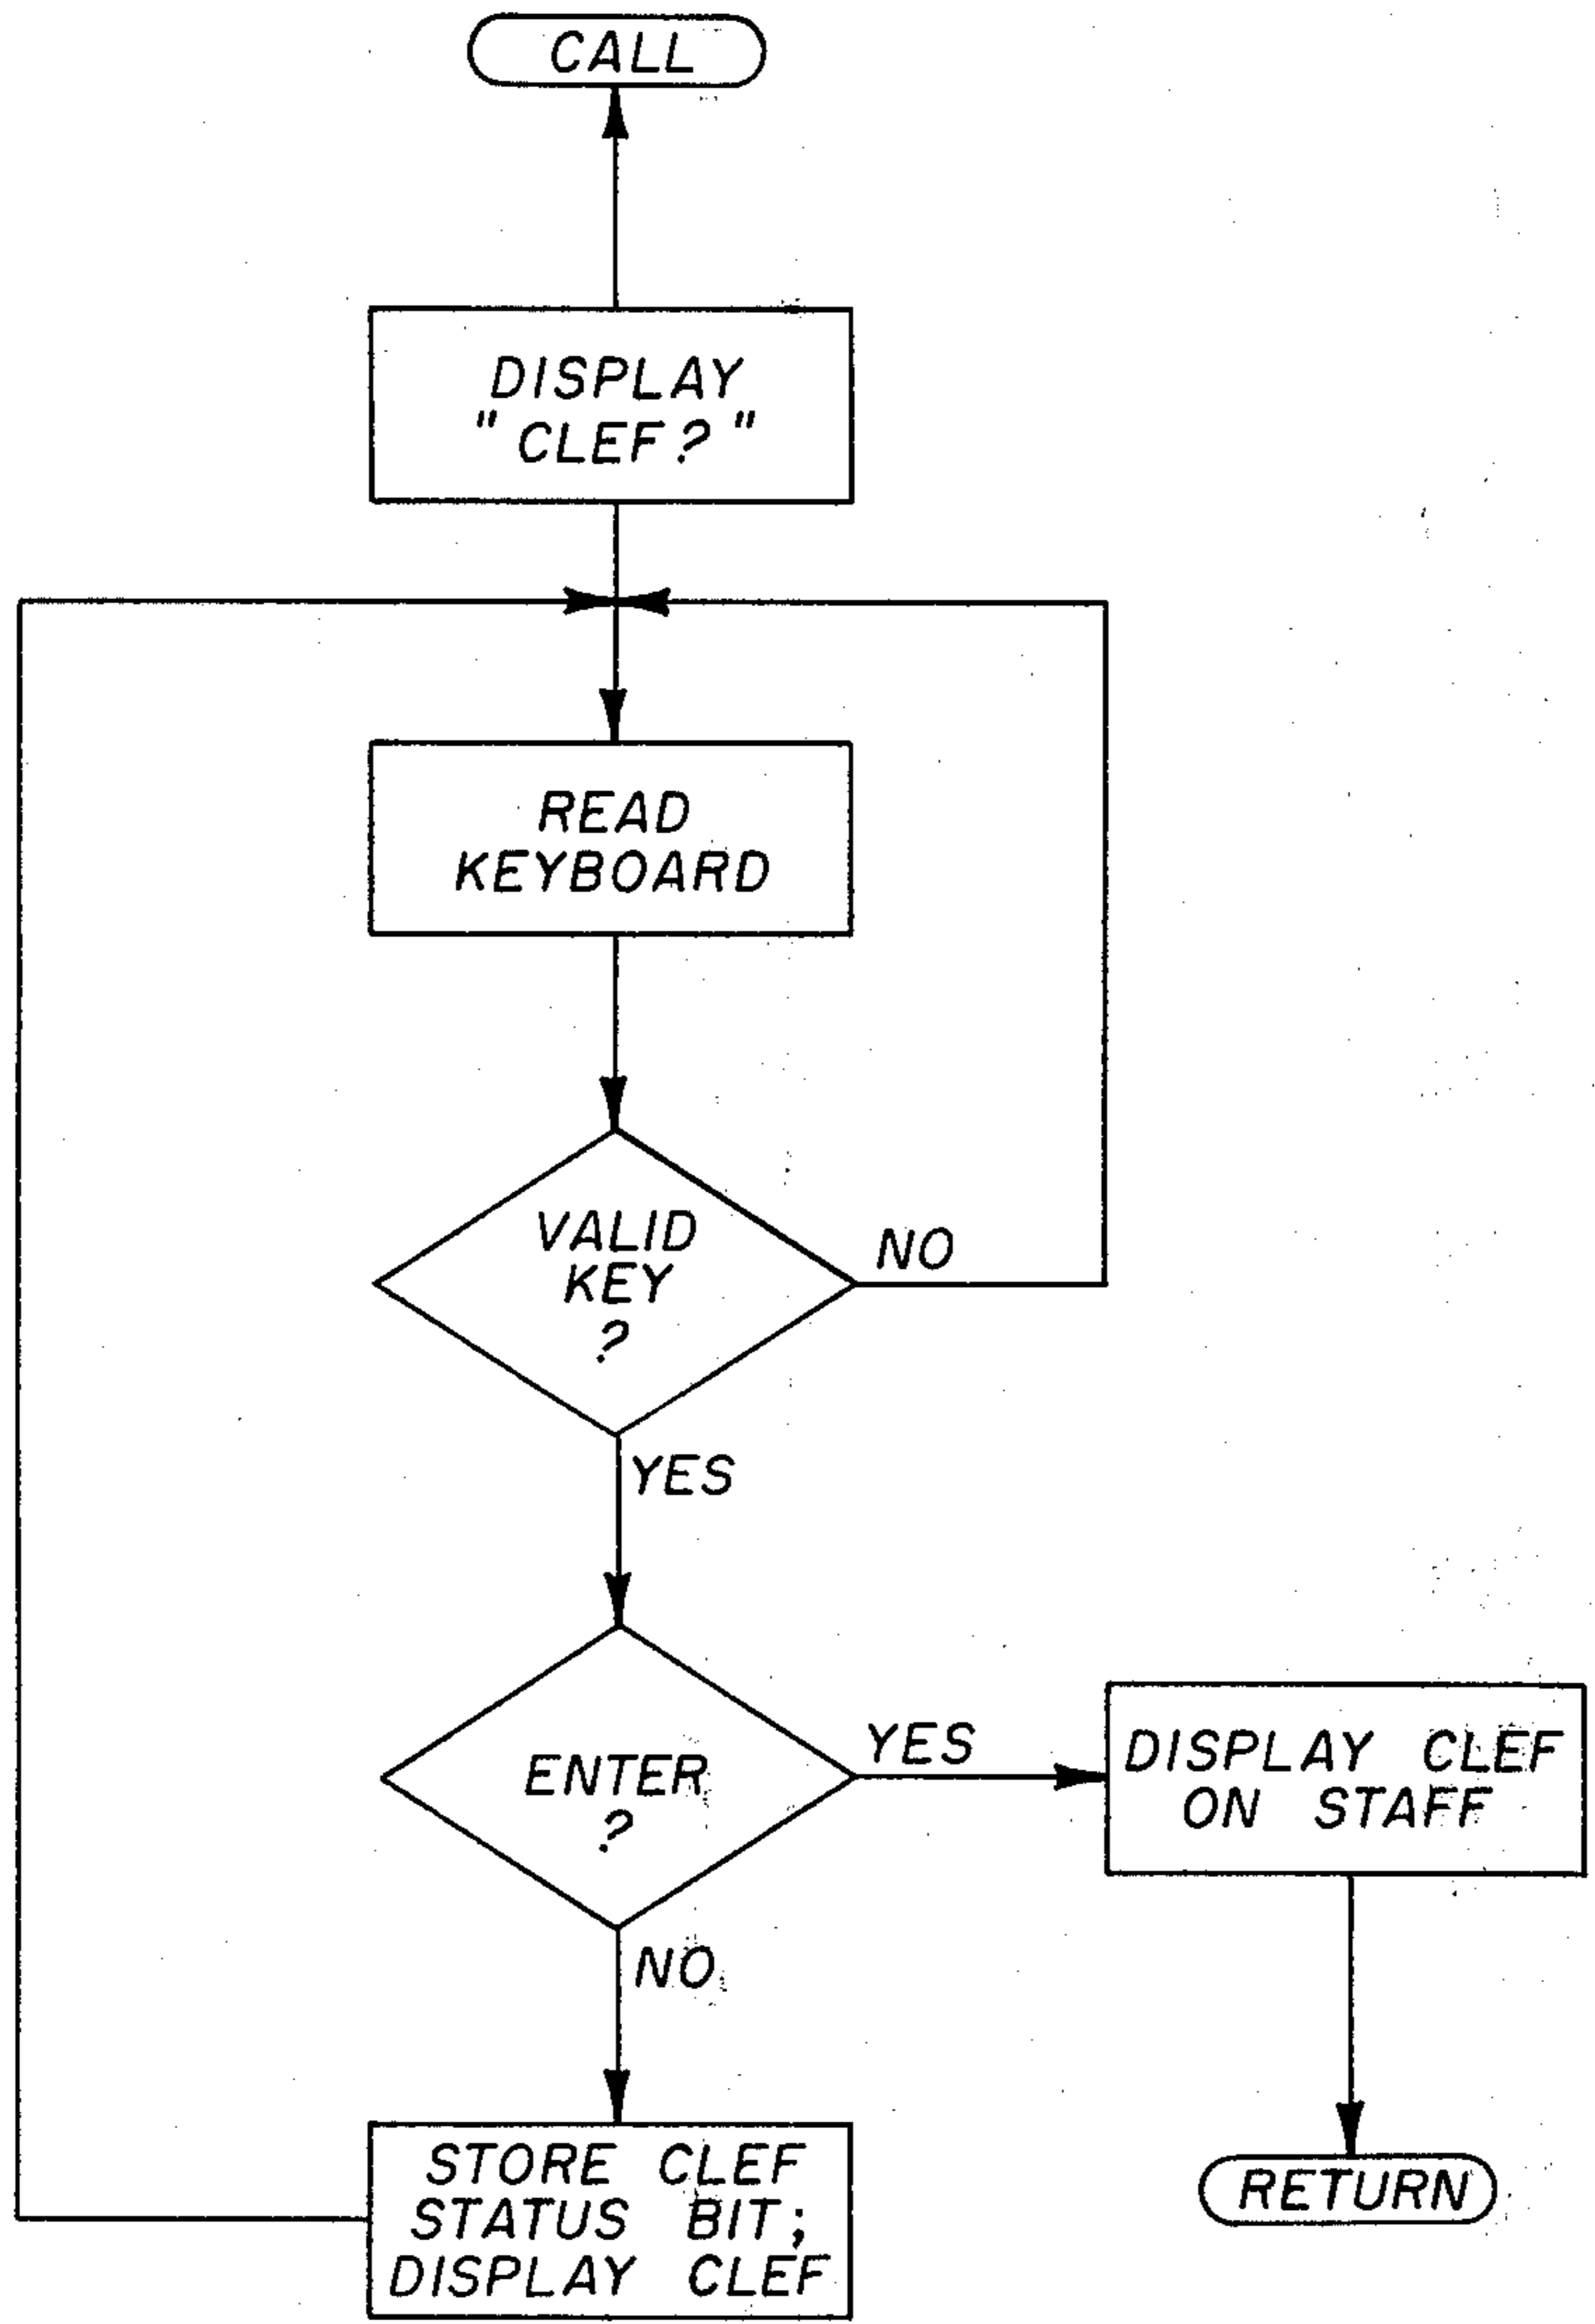 CALL
DISPLAY
"CLEF?"
READ
KEYBOARD
VALID
KEY
?
NO
YES
ENTER
?
YES
DISPLAY CLEF
ON STAFF
NO
STORE CLEF
STATUS BIT;
DISPLAY CLEF
RETURN